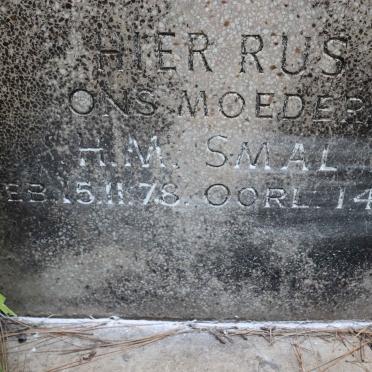 HIER RUS
ONS MOEDER
H.M. SMAL
EB. 15.11.78. OORL. 14